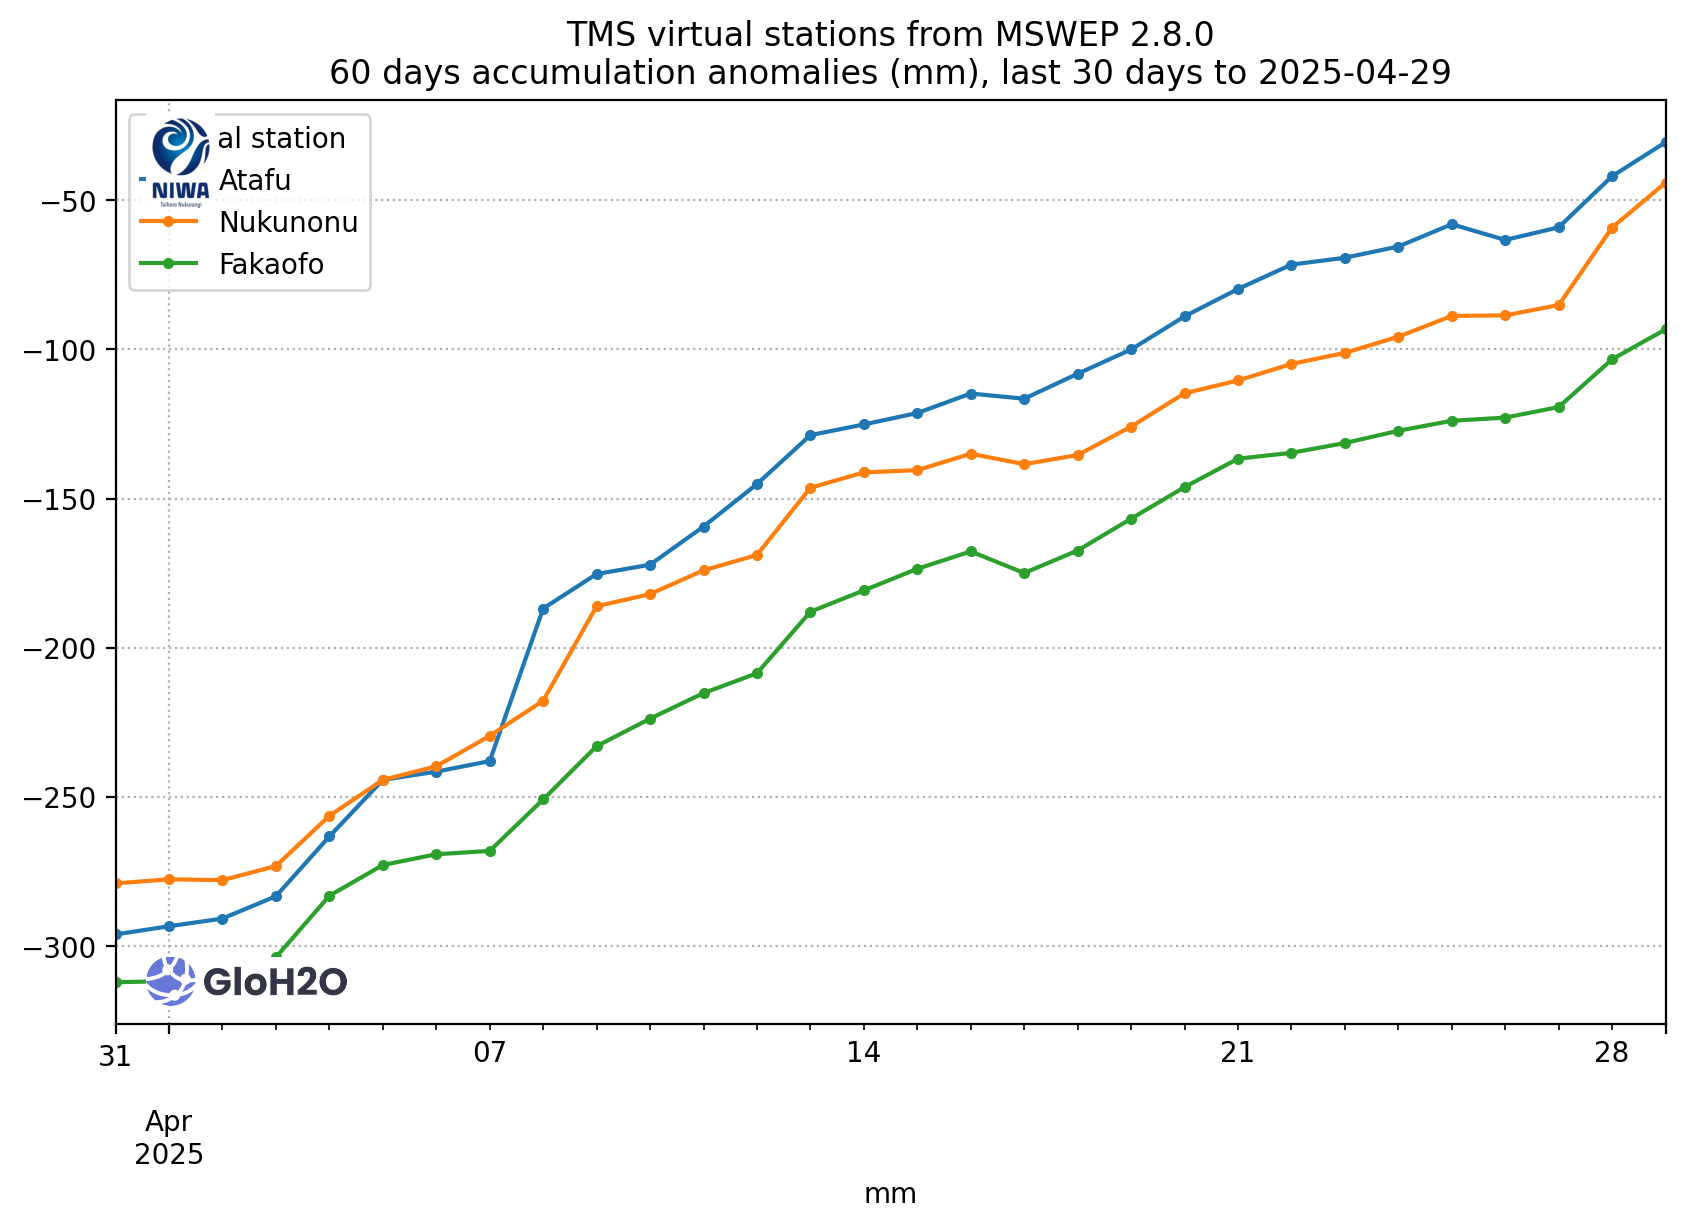 TMS virtual stations from MSWEP 2.8.0
60 days accumulation anomalies (mm), last 30 days to 2025-04-29
al station
NIWA
Taihoro Nukurangi
Atafu
Nukunonu
Fakaofo
−50
−100
−150
−200
−250
−300
GloH2O
31
07
14
21
28
Apr
2025
mm